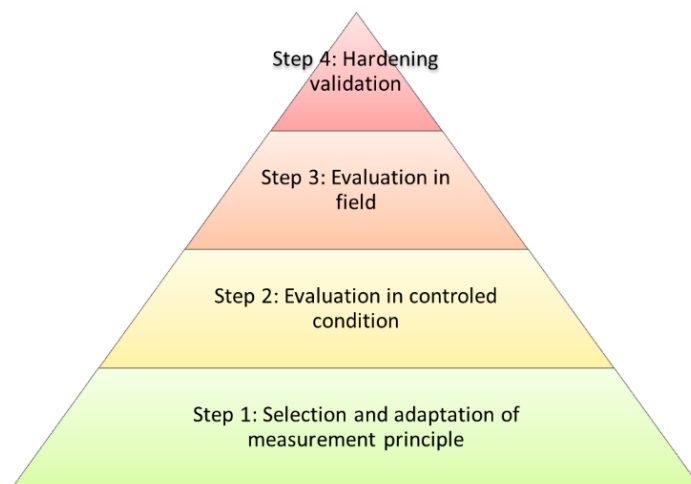 Step 4: Hardening
validation
Step 3: Evaluation in
field
Step 2: Evaluation in controled
condition
Step 1: Selection and adaptation of
measurement principle